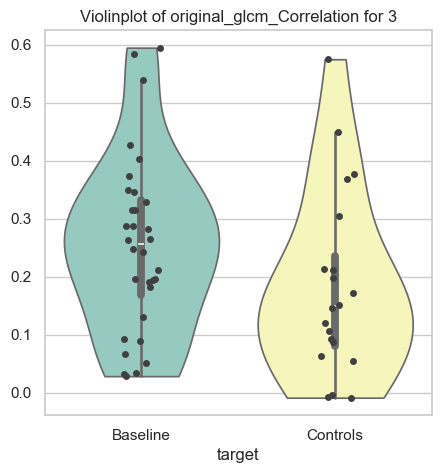 Violinplot of original_glcm_Correlation for 3
0.6
0.5
0.4
0.3
0.2
0.1
0.0
Baseline
Controls
target